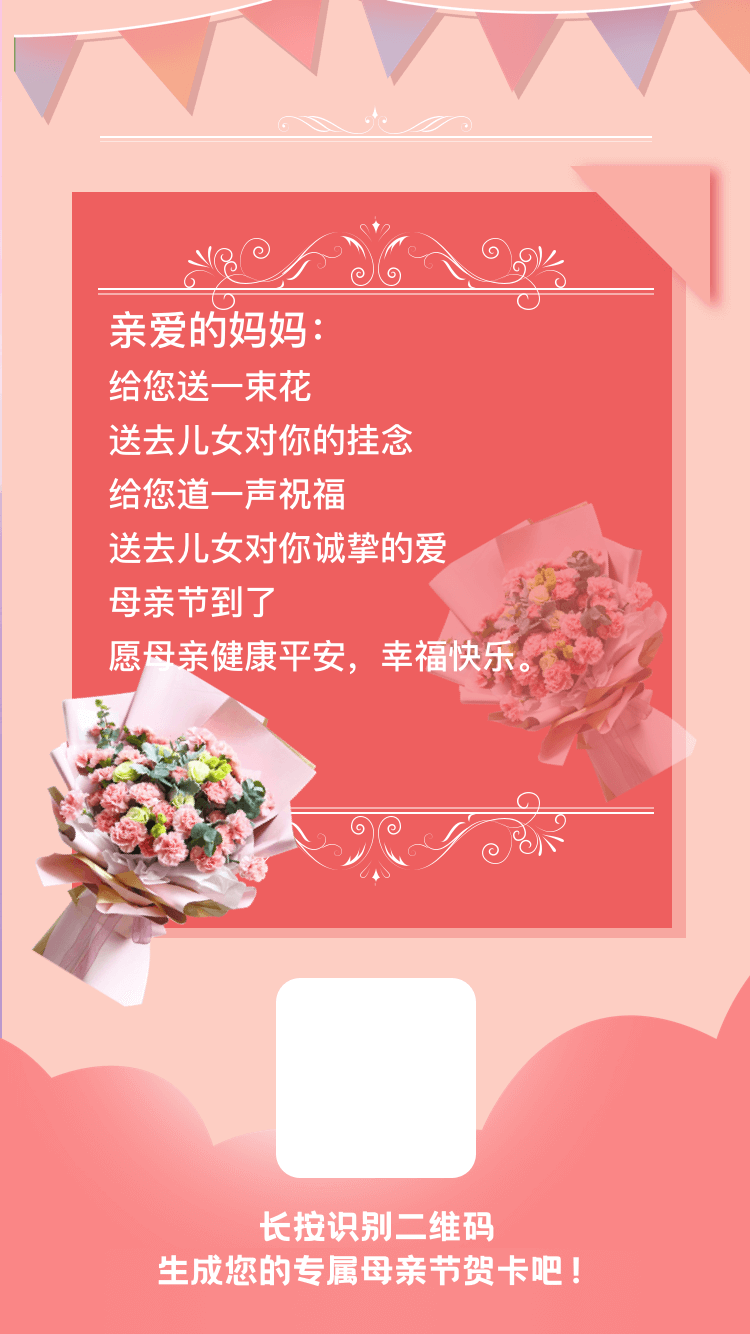 亲爱的妈妈：
给您送一束花
送去儿女对你的挂念
给您道一声祝福
送去儿女对你诚挚的爱
母亲节到了
愿母亲健康平安，幸福快乐。
长按识别二维码
生成您的专属母亲节贺卡吧！